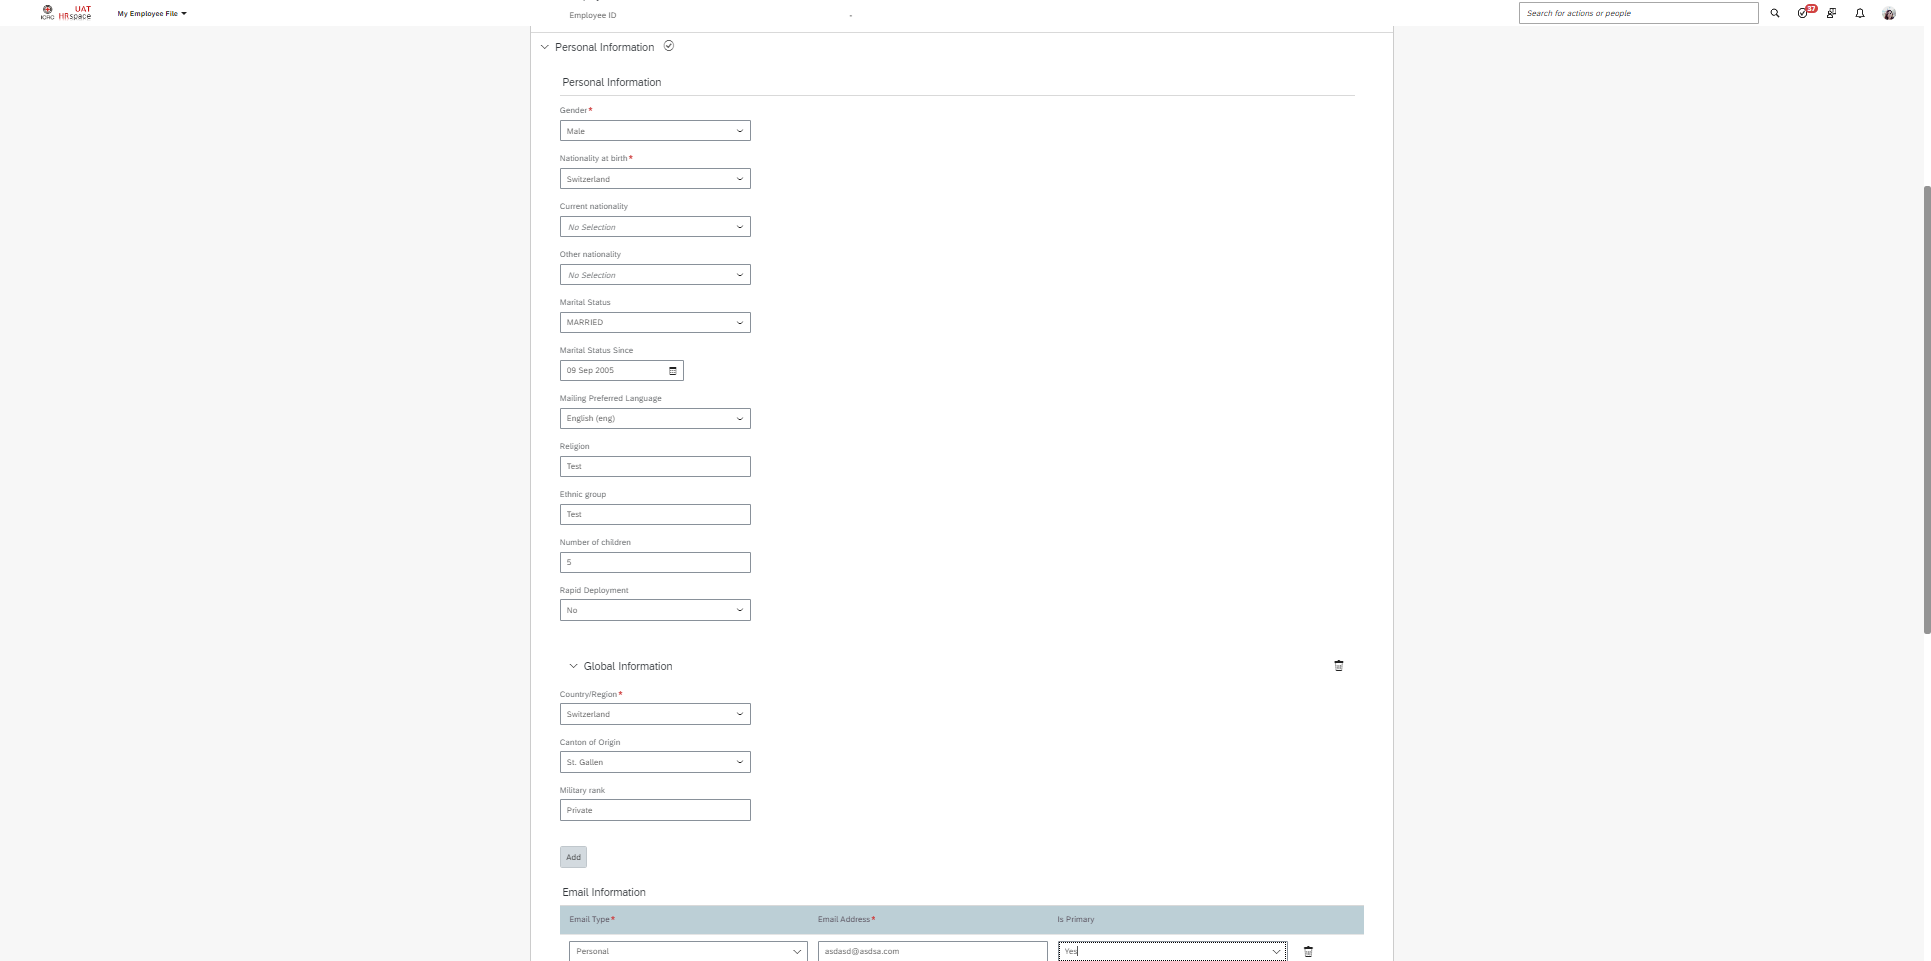 ICRC
UAT
HRspace
My Employee File
Search for actions or people
37
Employee ID
-
Personal Information
Personal Information
Gender*
Male
Nationality at birth*
Switzerland
Current nationality
No Selection
Other nationality
No Selection
Marital Status
MARRIED
Marital Status Since
09 Sep 2005
Mailing Preferred Language
English (eng)
Religion
Test
Ethnic group
Test
Number of children
5
Rapid Deployment
No
Global Information
Country/Region*
Switzerland
Canton of Origin
St. Gallen
Military rank
Private
Add
Email Information
Email Type* Email Address* Is Primary
Personal asdasd@asdsa.com Yes